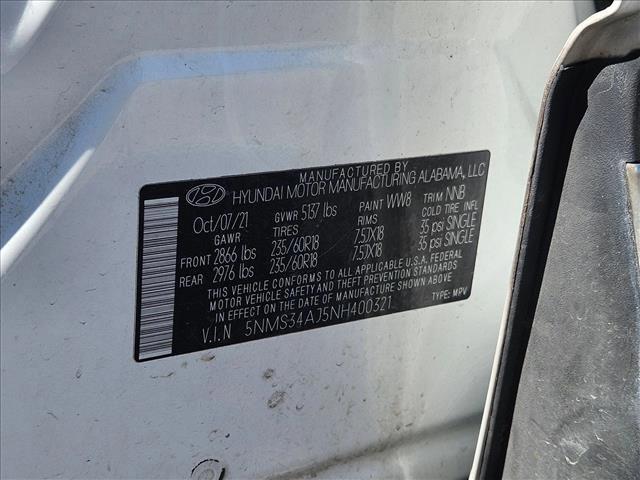 MANUFACTURED BY
HYUNDAI MOTOR MANUFACTURING ALABAMA, LLC
Oct/07/21 GVWR 5137 lbs PAINT WW8 TRIM NNB
GAWR TIRES RIMS COLD TIRE INFL
FRONT 2866 lbs 235/60R18 7.5JX18 35 psi SINGLE
REAR 2976 lbs 235/60R18 7.5JX18 35 psi SINGLE
THIS VEHICLE CONFORMS TO ALL APPLICABLE U.S.A. FEDERAL
MOTOR VEHICLE SAFETY AND THEFT PREVENTION STANDARDS
IN EFFECT ON THE DATE OF MANUFACTURE SHOWN ABOVE.
V.I.N 5NMS34AJ5NH400321 TYPE: MPV